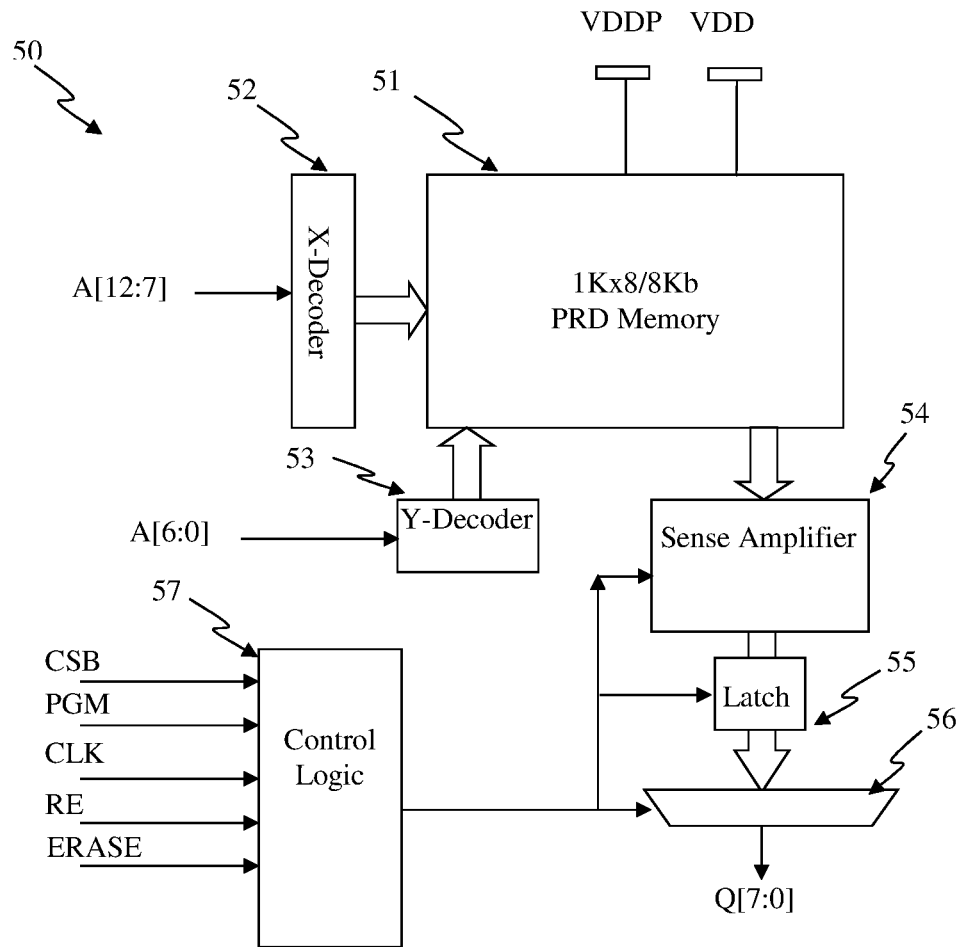 VDDP VDD
50
52
51
X-Decoder
A[12:7]
1Kx8/8Kb
PRD Memory
53
54
Y-Decoder
A[6:0]
Sense Amplifier
57
CSB
PGM
CLK
RE
ERASE
Control
Logic
Latch
55
56
Q[7:0]